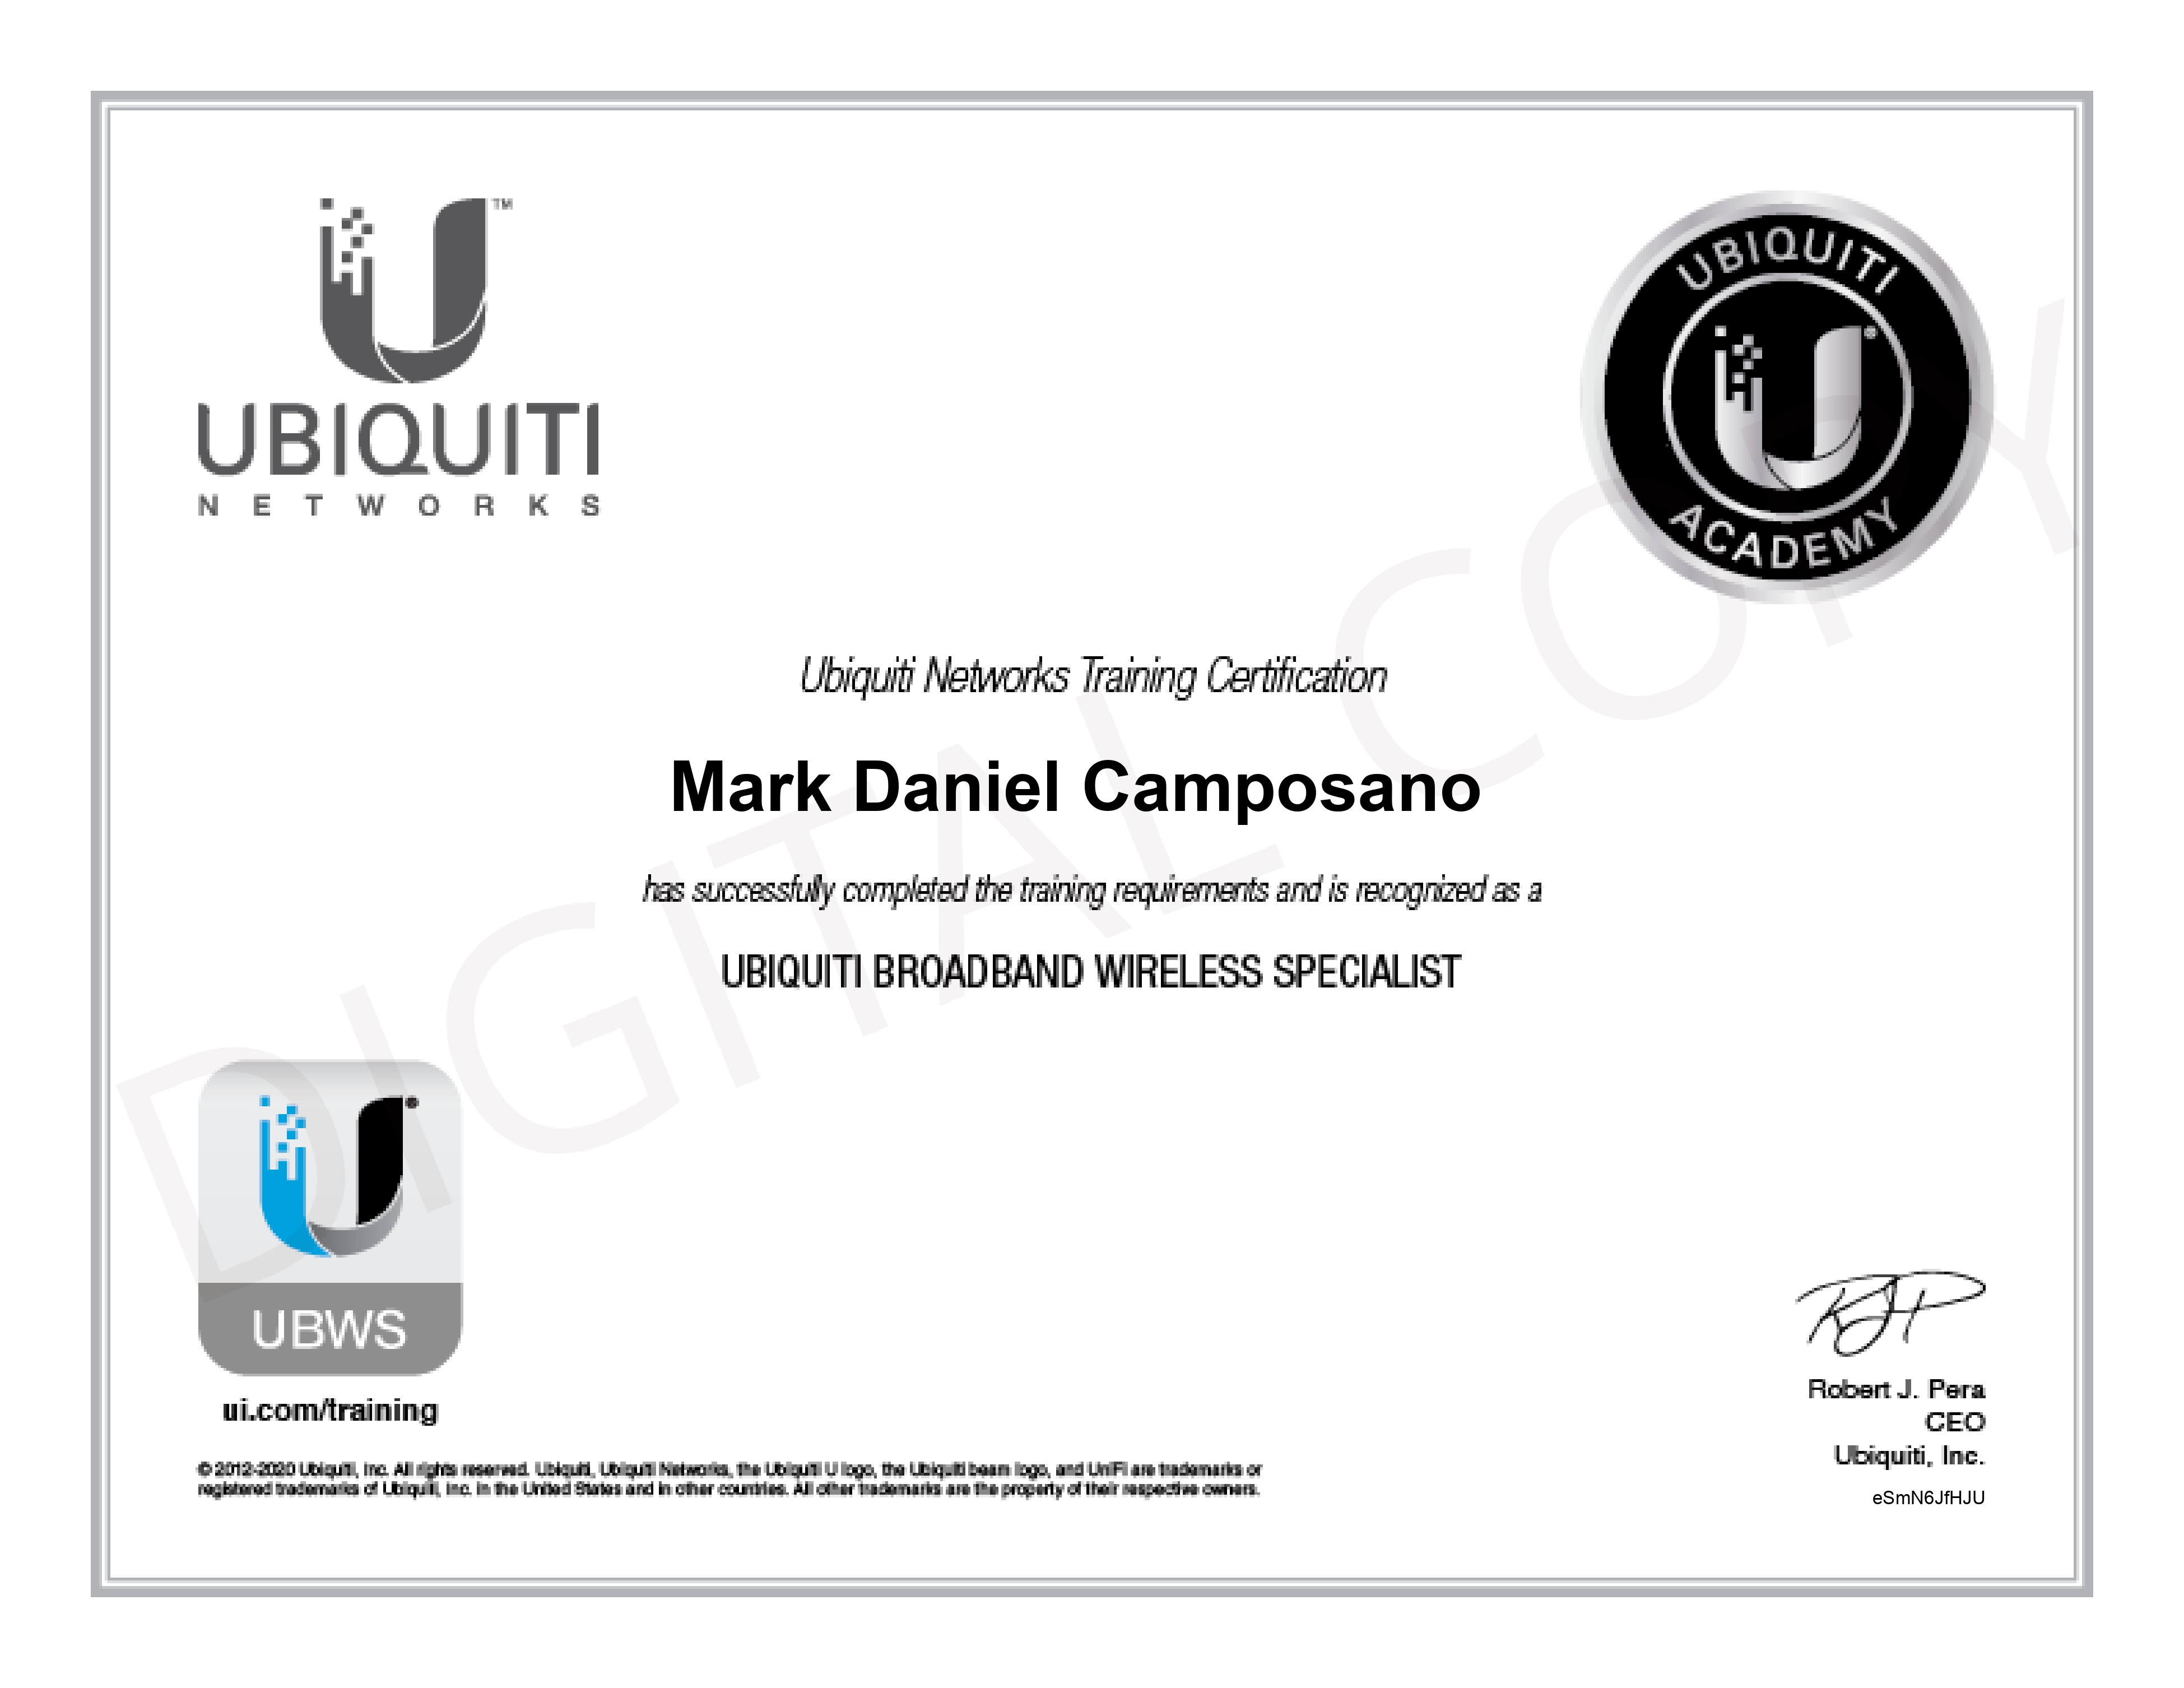 UBIQUITI
NETWORKS
UBIQUITI
ACADEMY
DIGITAL COPY
Ubiquiti Networks Training Certification
Mark Daniel Camposano
has successfully completed the training requirements and is recognized as a
UBIQUITI BROADBAND WIRELESS SPECIALIST
UBWS
ui.com/training
Robert J. Pera
CEO
Ubiquiti, Inc.
© 2012-2020 Ubiquiti, Inc. All rights reserved. Ubiquiti, Ubiquiti Networks, the Ubiquiti U logo, the Ubiquiti beam logo, and UniFi are trademarks or
registered trademarks of Ubiquiti, Inc. in the United States and in other countries. All other trademarks are the property of their respective owners.
eSmN6JfHJU